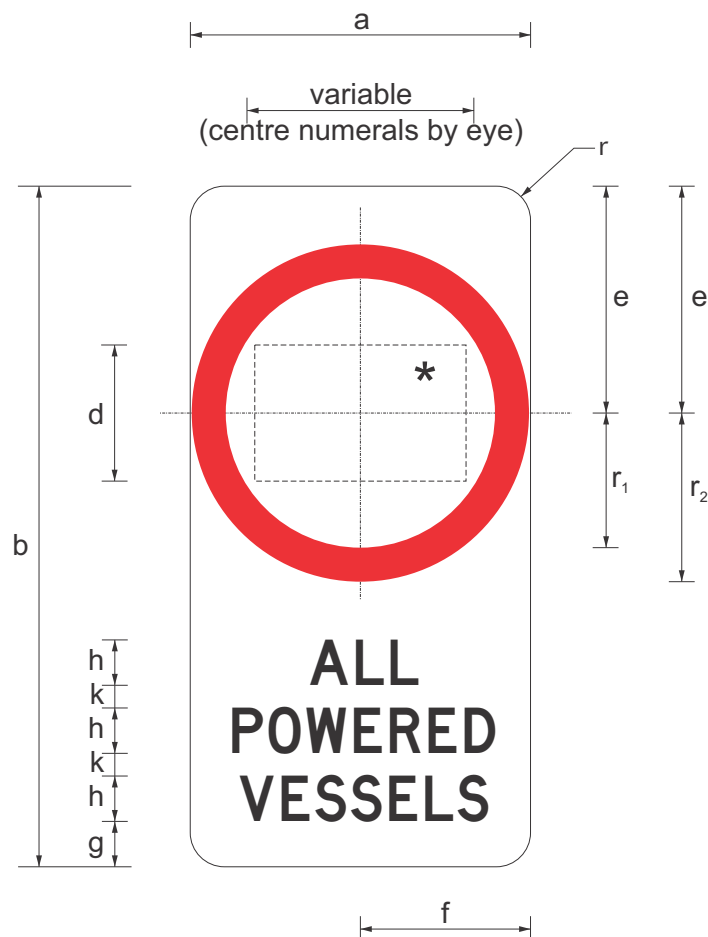 a
variable
(centre numerals by eye)
r
e
e
*
d
r₁
r₂
b
h
k
h
k
h
g
ALL
POWERED
VESSELS
f